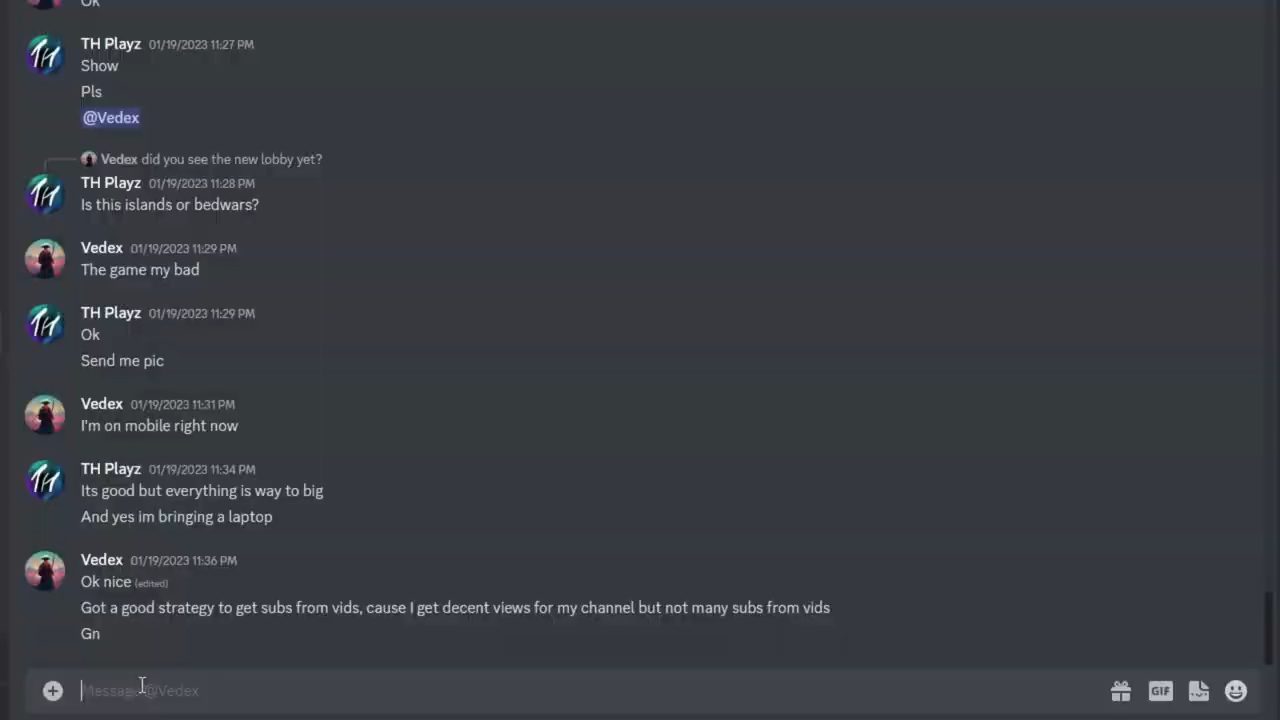 Ok
TH Playz 01/19/2023 11:27 PM
Show
Pls
@Vedex
Vedex did you see the new lobby yet?
TH Playz 01/19/2023 11:28 PM
Is this islands or bedwars?
Vedex 01/19/2023 11:29 PM
The game my bad
TH Playz 01/19/2023 11:29 PM
Ok
Send me pic
Vedex 01/19/2023 11:31 PM
I'm on mobile right now
TH Playz 01/19/2023 11:34 PM
Its good but everything is way to big
And yes im bringing a laptop
Vedex 01/19/2023 11:36 PM
Ok nice (edited)
Got a good strategy to get subs from vids, cause I get decent views for my channel but not many subs from vids
Gn
Message @Vedex
GIF